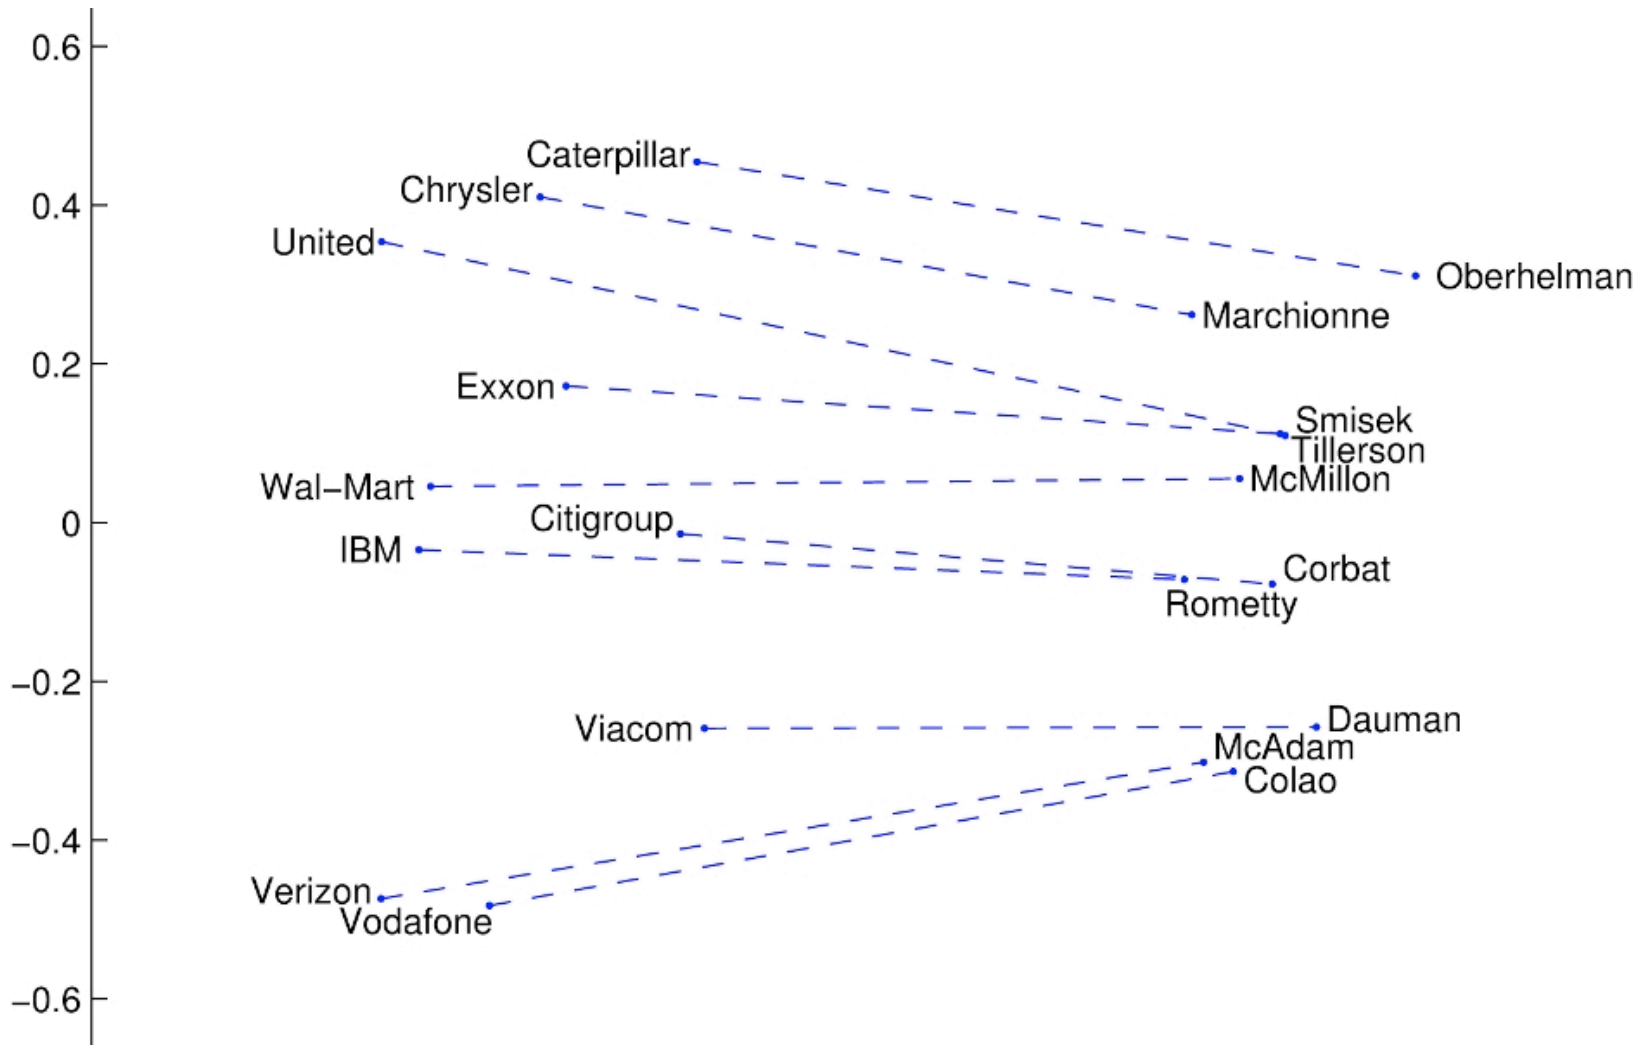 0.6
Caterpillar
Chrysler
0.4
United
Oberhelman
Marchionne
0.2
Exxon
Smisek
Tillerson
McMillon
Wal−Mart
Citigroup
0
IBM
Corbat
Rometty
−0.2
Viacom
Dauman
McAdam
Colao
−0.4
Verizon
Vodafone
−0.6